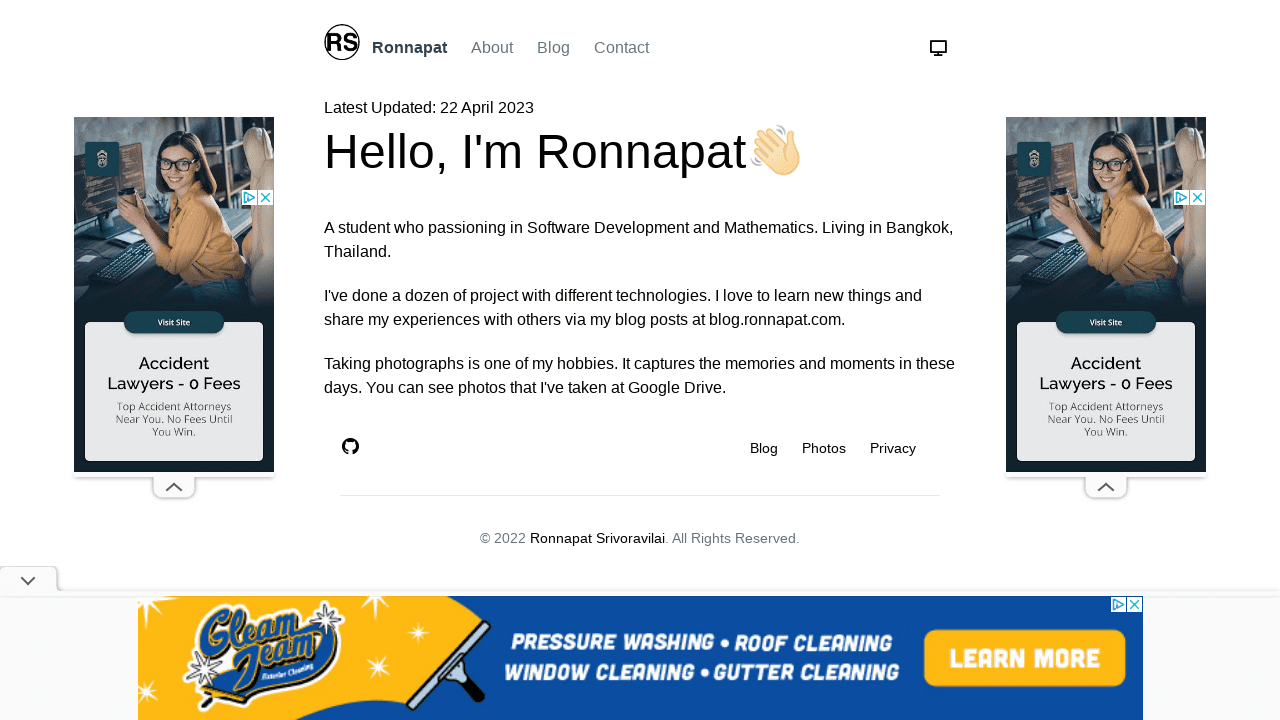 RS Ronnapat About Blog Contact
Latest Updated: 22 April 2023
Hello, I'm Ronnapat
A student who passioning in Software Development and Mathematics. Living in Bangkok,
Thailand.
I've done a dozen of project with different technologies. I love to learn new things and
share my experiences with others via my blog posts at blog.ronnapat.com.
Taking photographs is one of my hobbies. It captures the memories and moments in these
days. You can see photos that I've taken at Google Drive.
Blog Photos Privacy
© 2022 Ronnapat Srivoravilai. All Rights Reserved.
Visit Site
Accident
Lawyers - 0 Fees
Top Accident Attorneys
Near You. No Fees Until
You Win.
Visit Site
Accident
Lawyers - 0 Fees
Top Accident Attorneys
Near You. No Fees Until
You Win.
Gleam
Team
Exterior Cleaning
PRESSURE WASHING • ROOF CLEANING
WINDOW CLEANING • GUTTER CLEANING
LEARN MORE